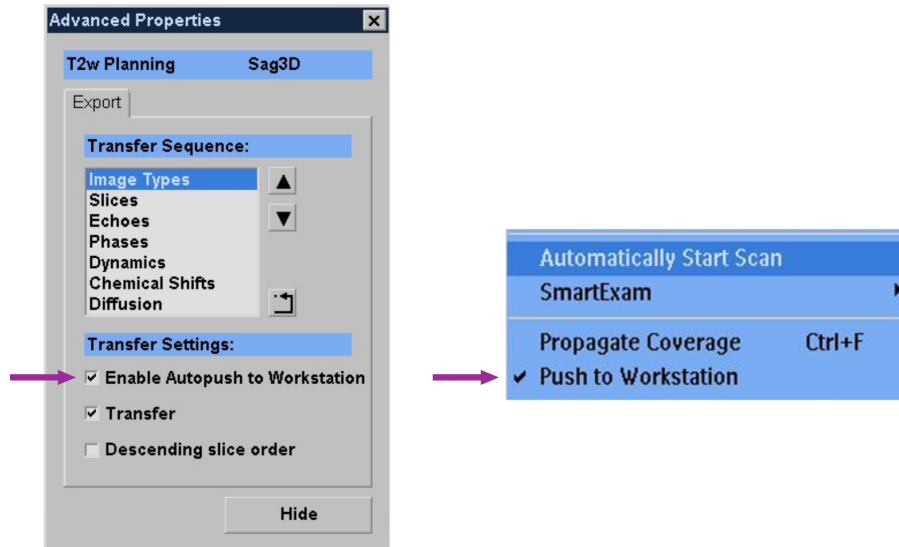 Advanced Properties
T2w Planning Sag3D
Export
Transfer Sequence:
Image Types
Slices
Echoes
Phases
Dynamics
Chemical Shifts
Diffusion
Transfer Settings:
Enable Autopush to Workstation
Transfer
Descending slice order
Hide
Automatically Start Scan
SmartExam
Propagate Coverage Ctrl+F
Push to Workstation